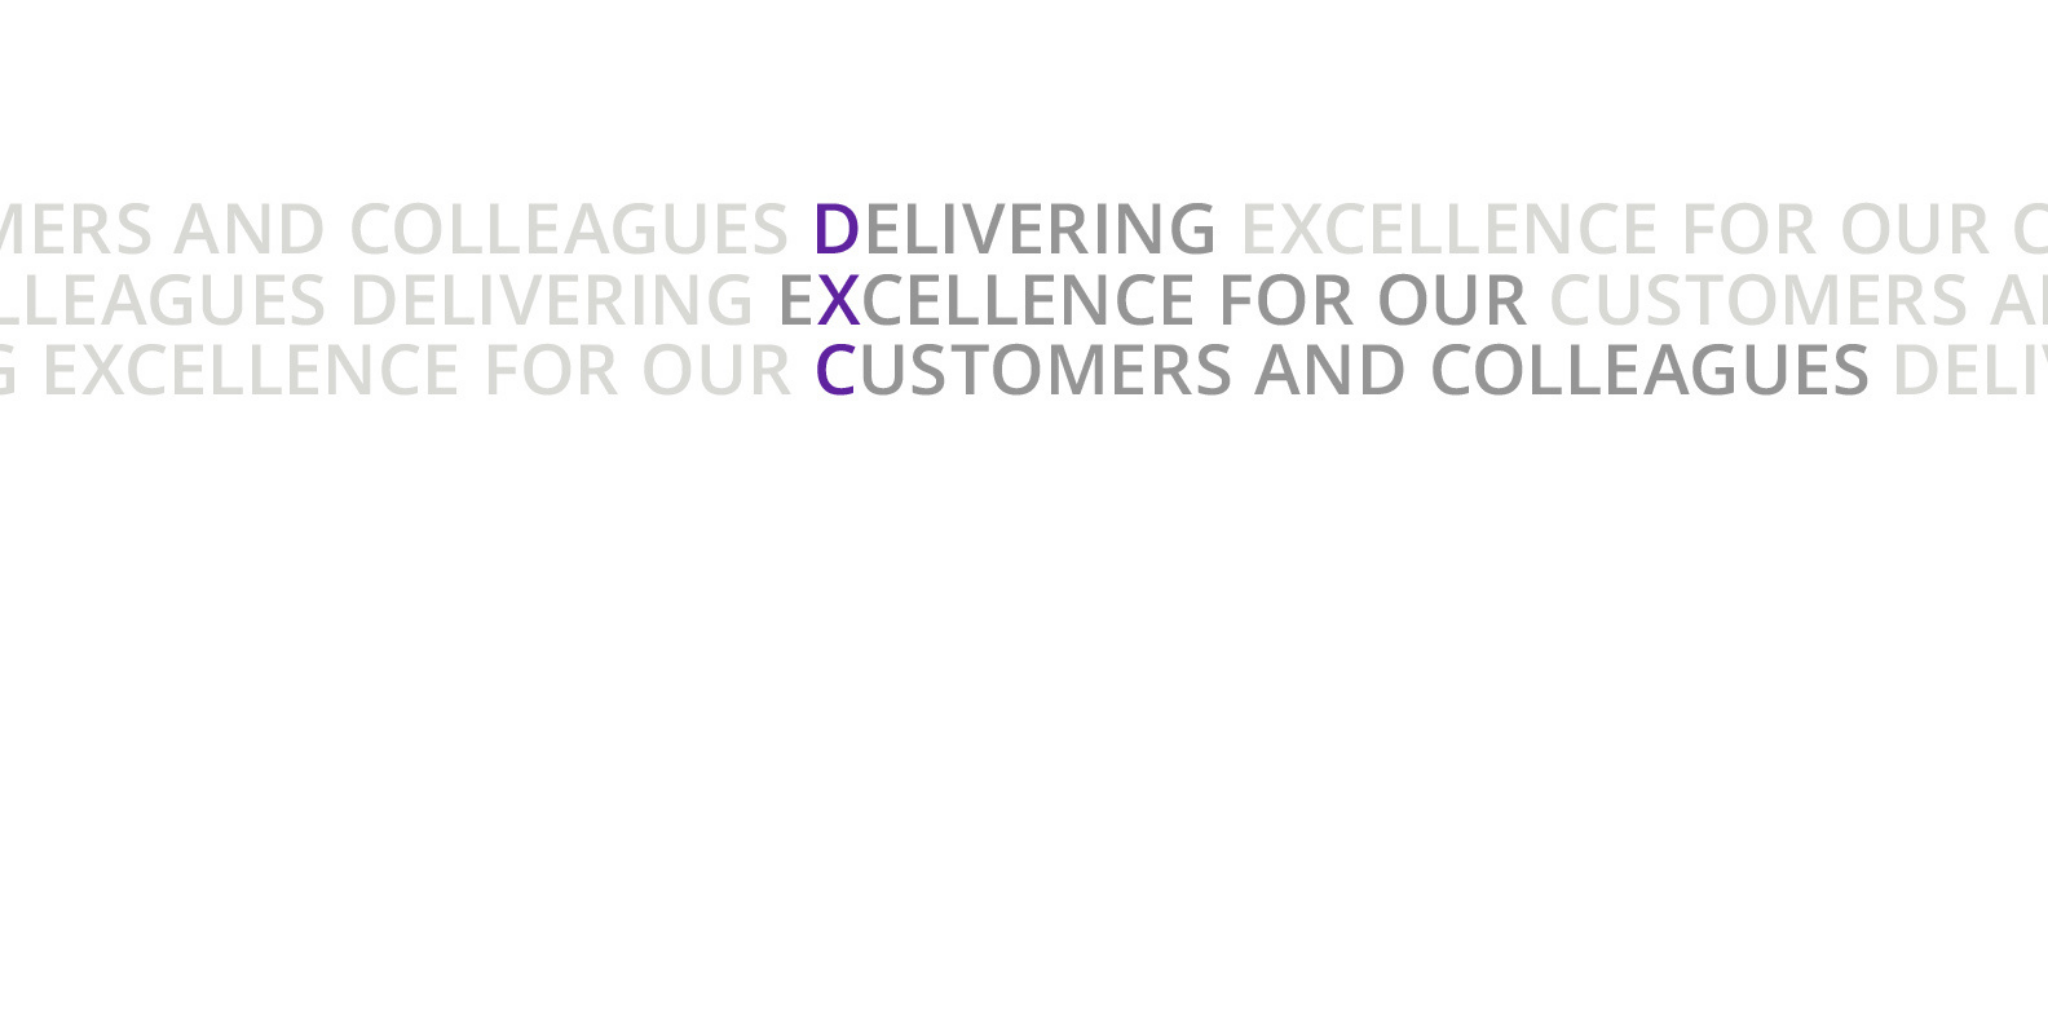 MERS AND COLLEAGUES DELIVERING EXCELLENCE FOR OUR C
LLEAGUES DELIVERING EXCELLENCE FOR OUR CUSTOMERS A
G EXCELLENCE FOR OUR CUSTOMERS AND COLLEAGUES DELI